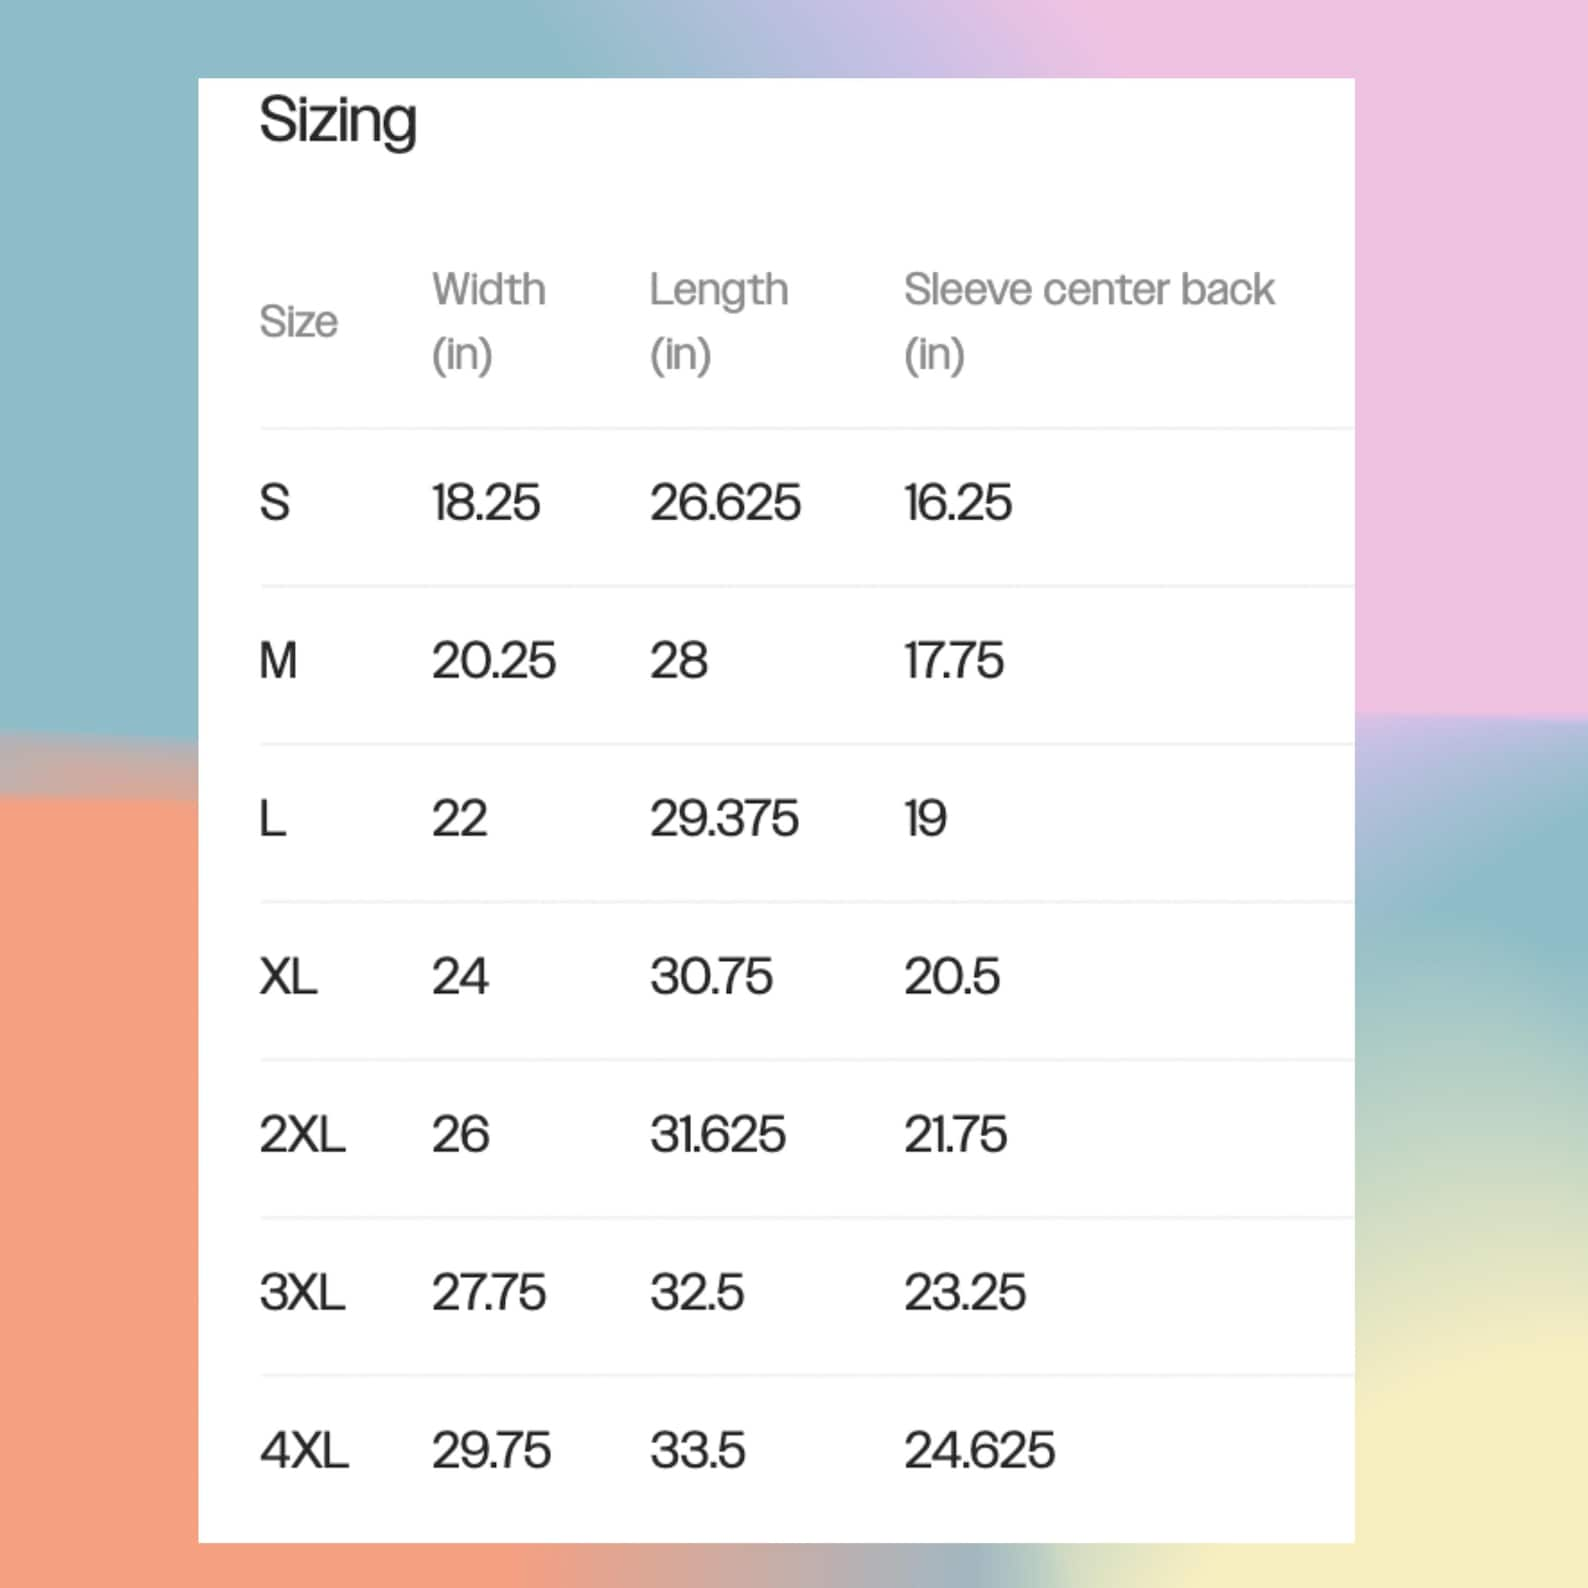 Sizing
Size Width (in) Length (in) Sleeve center back (in)
S 18.25 26.625 16.25
M 20.25 28 17.75
L 22 29.375 19
XL 24 30.75 20.5
2XL 26 31.625 21.75
3XL 27.75 32.5 23.25
4XL 29.75 33.5 24.625